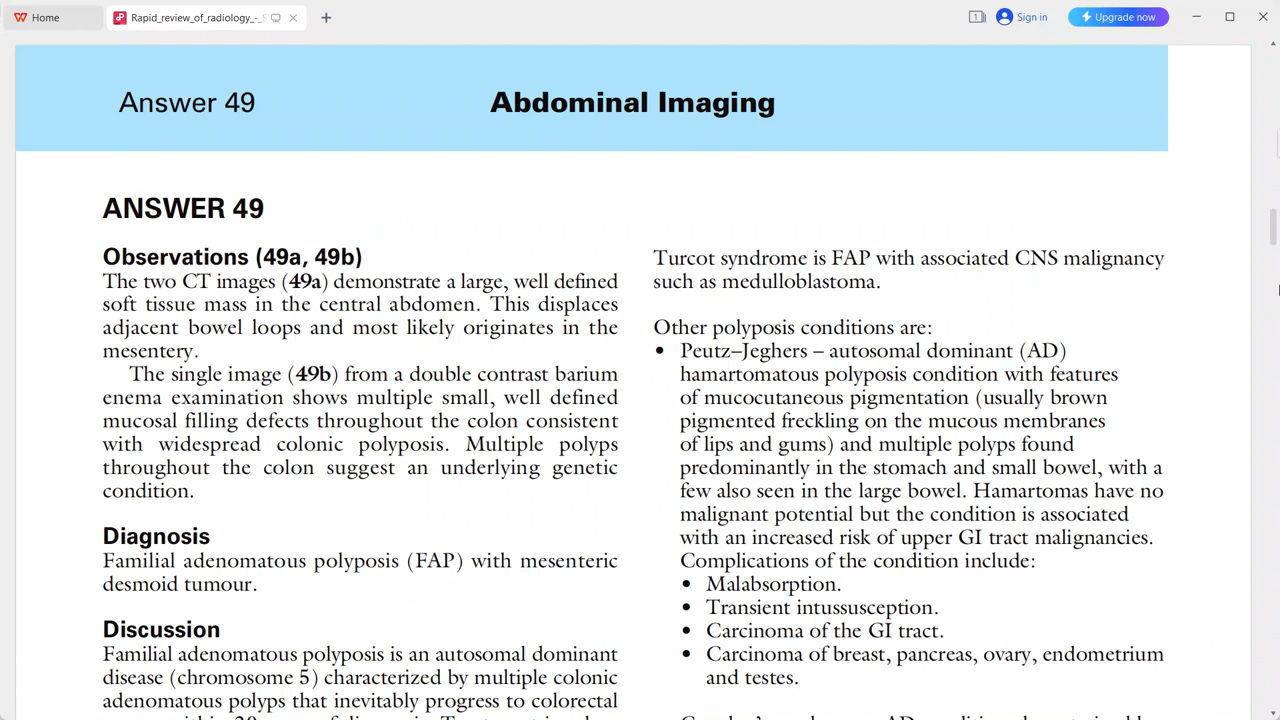 Home
Rapid_review_of_radiology_-_S
1
Sign in
Upgrade now
Answer 49
Abdominal Imaging
ANSWER 49
Observations (49a, 49b)
The two CT images (49a) demonstrate a large, well defined
soft tissue mass in the central abdomen. This displaces
adjacent bowel loops and most likely originates in the
mesentery.
The single image (49b) from a double contrast barium
enema examination shows multiple small, well defined
mucosal filling defects throughout the colon consistent
with widespread colonic polyposis. Multiple polyps
throughout the colon suggest an underlying genetic
condition.
Diagnosis
Familial adenomatous polyposis (FAP) with mesenteric
desmoid tumour.
Discussion
Familial adenomatous polyposis is an autosomal dominant
disease (chromosome 5) characterized by multiple colonic
adenomatous polyps that inevitably progress to colorectal
Turcot syndrome is FAP with associated CNS malignancy
such as medulloblastoma.
Other polyposis conditions are:
• Peutz–Jeghers – autosomal dominant (AD)
hamartomatous polyposis condition with features
of mucocutaneous pigmentation (usually brown
pigmented freckling on the mucous membranes
of lips and gums) and multiple polyps found
predominantly in the stomach and small bowel, with a
few also seen in the large bowel. Hamartomas have no
malignant potential but the condition is associated
with an increased risk of upper GI tract malignancies.
Complications of the condition include:
• Malabsorption.
• Transient intussusception.
• Carcinoma of the GI tract.
• Carcinoma of breast, pancreas, ovary, endometrium
and testes.